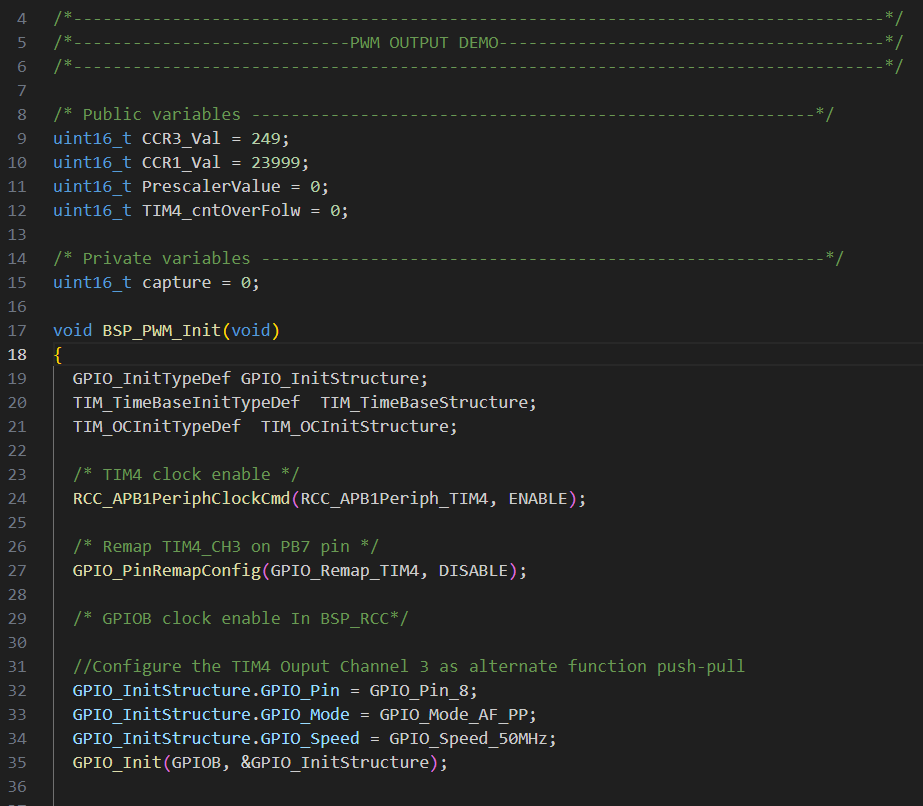 4 /*----------------------------------------------------------------------------------*/
5 /*----------------------------PWM OUTPUT DEMO---------------------------------------*/
6 /*----------------------------------------------------------------------------------*/
7
8 /* Public variables ---------------------------------------------------------*/
9 uint16_t CCR3_Val = 249;
10 uint16_t CCR1_Val = 23999;
11 uint16_t PrescalerValue = 0;
12 uint16_t TIM4_cntOverFolw = 0;
13
14 /* Private variables ---------------------------------------------------------*/
15 uint16_t capture = 0;
16
17 void BSP_PWM_Init(void)
18 {
19   GPIO_InitTypeDef GPIO_InitStructure;
20   TIM_TimeBaseInitTypeDef  TIM_TimeBaseStructure;
21   TIM_OCInitTypeDef  TIM_OCInitStructure;
22
23   /* TIM4 clock enable */
24   RCC_APB1PeriphClockCmd(RCC_APB1Periph_TIM4, ENABLE);
25
26   /* Remap TIM4_CH3 on PB7 pin */
27   GPIO_PinRemapConfig(GPIO_Remap_TIM4, DISABLE);
28
29   /* GPIOB clock enable In BSP_RCC*/
30
31   //Configure the TIM4 Ouput Channel 3 as alternate function push-pull
32   GPIO_InitStructure.GPIO_Pin = GPIO_Pin_8;
33   GPIO_InitStructure.GPIO_Mode = GPIO_Mode_AF_PP;
34   GPIO_InitStructure.GPIO_Speed = GPIO_Speed_50MHz;
35   GPIO_Init(GPIOB, &GPIO_InitStructure);
36